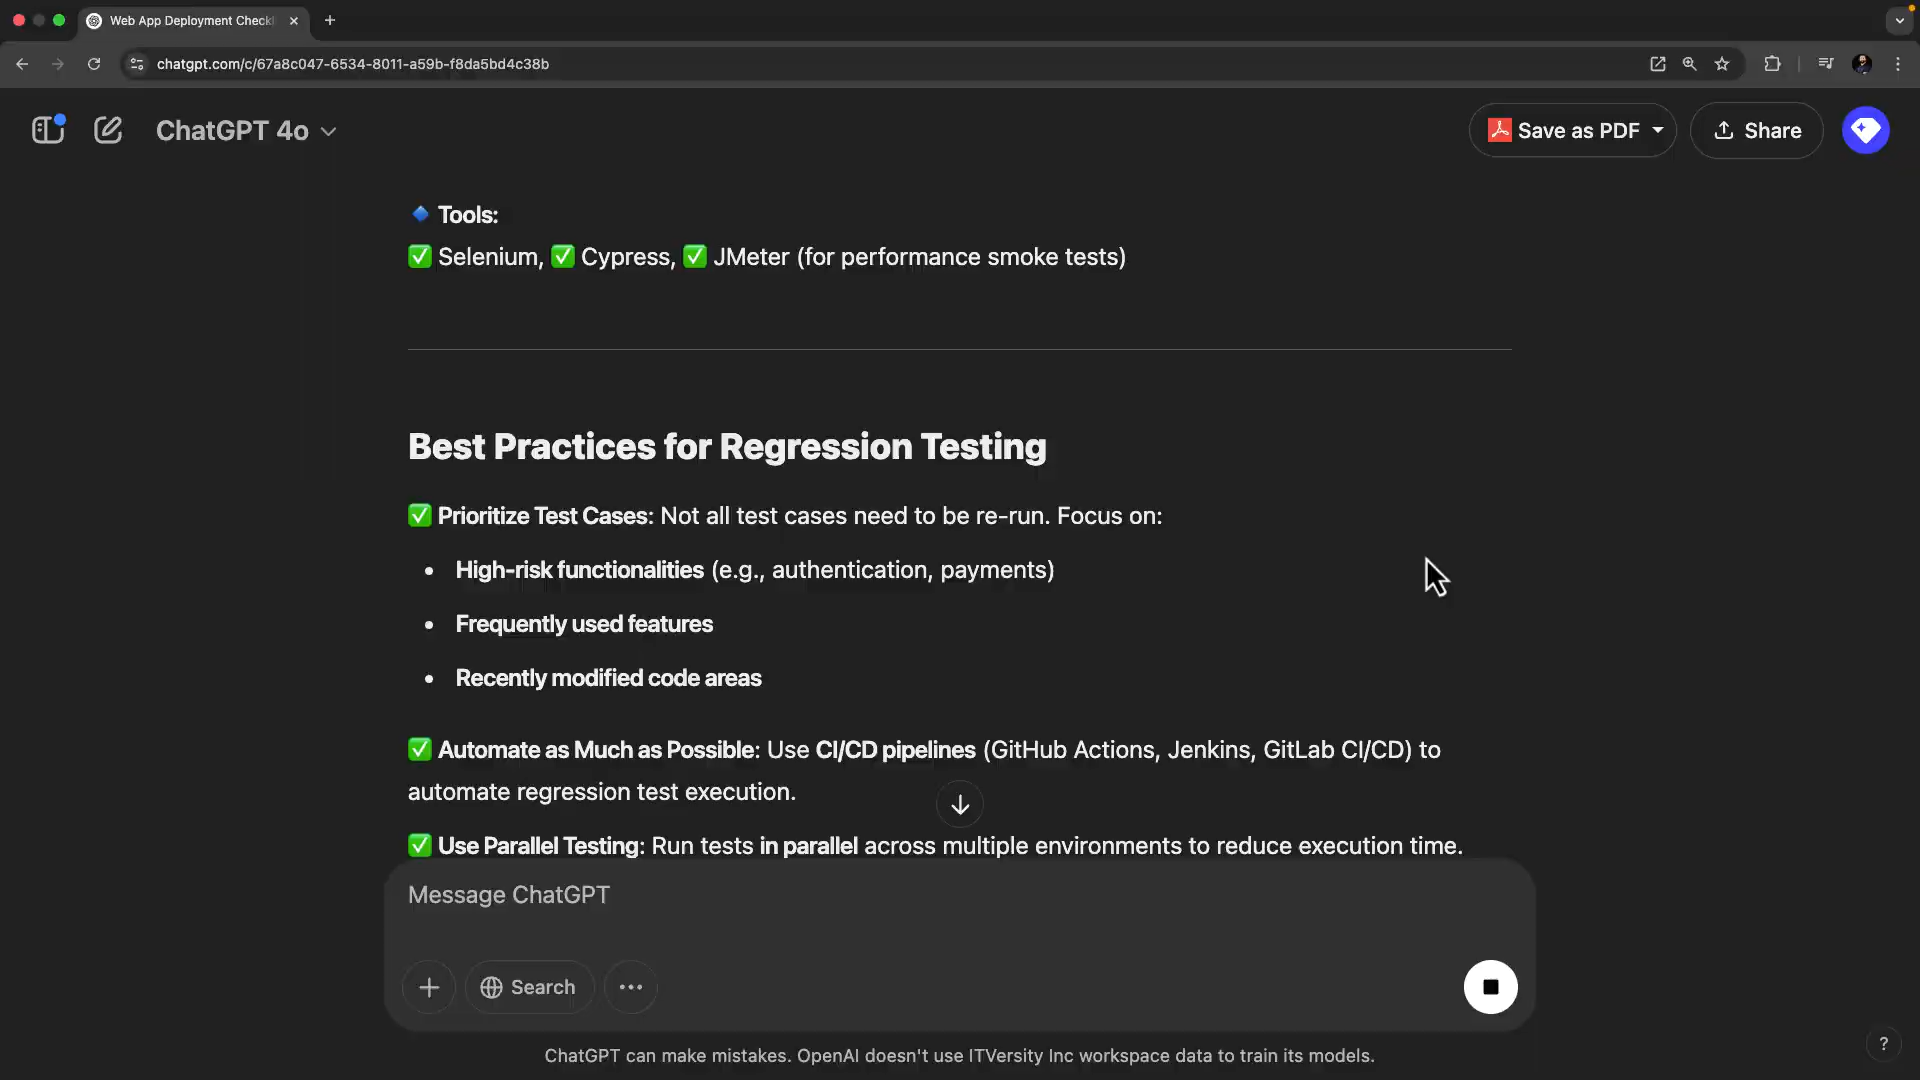 Web App Deployment Check
chatgpt.com/c/67a8c047-6534-8011-a59b-f8da5bd4c38b
ChatGPT 4o
Save as PDF
Share
Tools:
Selenium, ✅ Cypress, ✅ JMeter (for performance smoke tests)
Best Practices for Regression Testing
✅ Prioritize Test Cases: Not all test cases need to be re-run. Focus on:
• High-risk functionalities (e.g., authentication, payments)
• Frequently used features
• Recently modified code areas
✅ Automate as Much as Possible: Use CI/CD pipelines (GitHub Actions, Jenkins, GitLab CI/CD) to
automate regression test execution.
✅ Use Parallel Testing: Run tests in parallel across multiple environments to reduce execution time.
Message ChatGPT
Search
ChatGPT can make mistakes. OpenAI doesn't use ITVersity Inc workspace data to train its models.
?